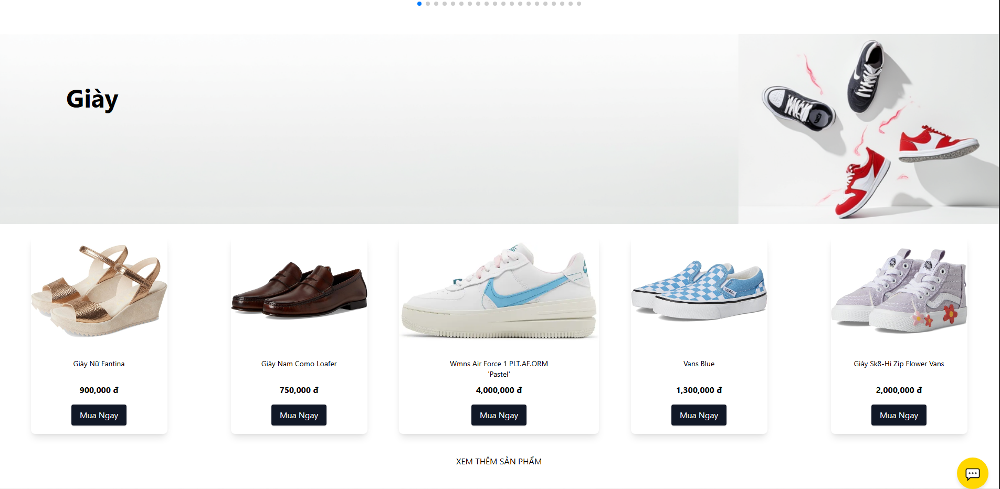 Giày
Giày Nữ Fantina
900,000 đ
Mua Ngay
Giày Nam Como Loafer
750,000 đ
Mua Ngay
Wmns Air Force 1 PLT.AF.ORM
'Pastel'
4,000,000 đ
Mua Ngay
Vans Blue
1,300,000 đ
Mua Ngay
Giày Sk8-Hi Zip Flower Vans
2,000,000 đ
Mua Ngay
XEM THÊM SẢN PHẨM